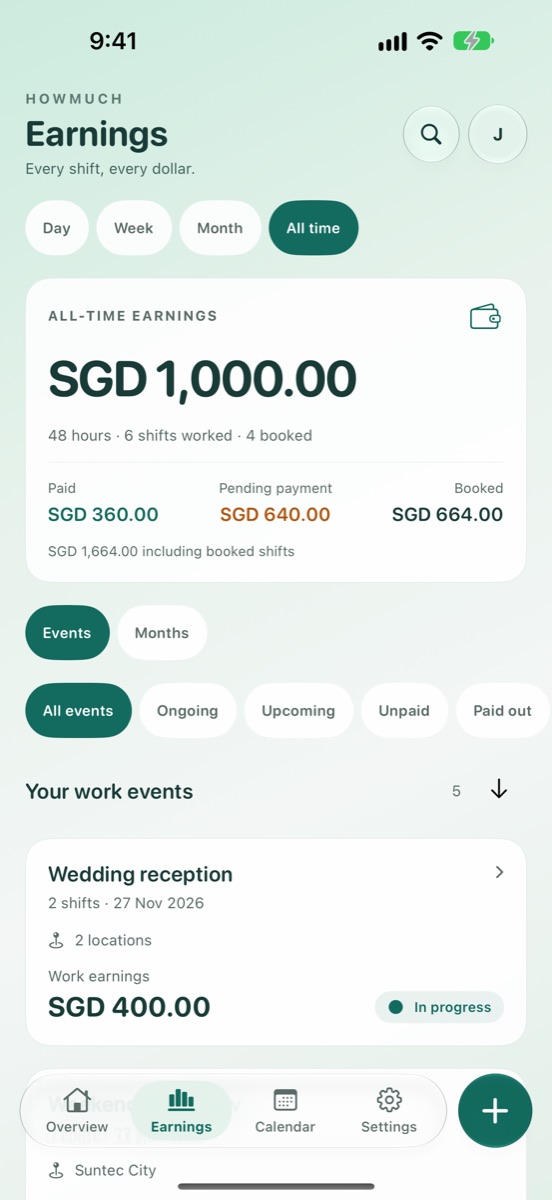 9:41
HOWMUCH
Earnings
J
Every shift, every dollar.
Day Week Month All time
ALL-TIME EARNINGS
SGD 1,000.00
48 hours · 6 shifts worked · 4 booked
Paid Pending payment Booked
SGD 360.00 SGD 640.00 SGD 664.00
SGD 1,664.00 including booked shifts
Events Months
All events Ongoing Upcoming Unpaid Paid out
Your work events 5
Wedding reception
2 shifts · 27 Nov 2026
2 locations
Work earnings
SGD 400.00 In progress
Overview Earnings Calendar Settings
Suntec City